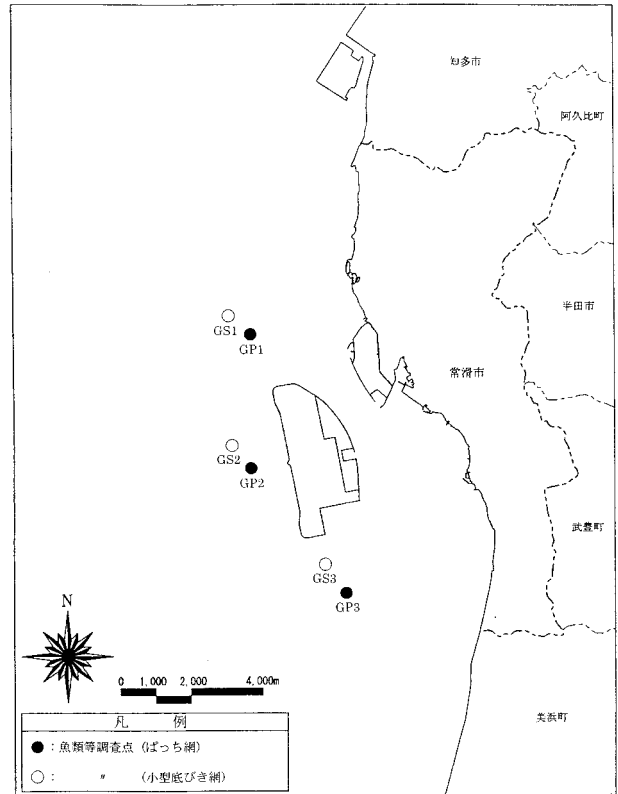 知多市
阿久比町
半田市
GS1
GP1
常滑市
GS2
GP2
武豊町
GS3
GP3
N
0 1,000 2,000 4,000m
美浜町
凡 例
● : 魚類等調査点 (ぱっち網)
○ : 〃 (小型底びき網)